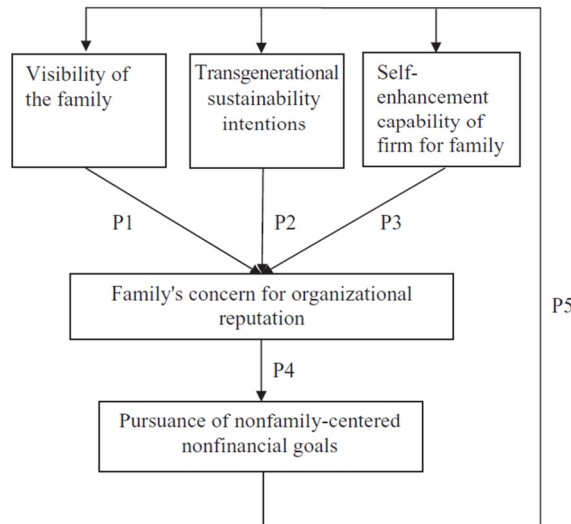 Visibility of
the family
Transgenerational
sustainability
intentions
Self-
enhancement
capability of
firm for family
P1
P2
P3
Family's concern for organizational
reputation
P5
P4
Pursuance of nonfamily-centered
nonfinancial goals